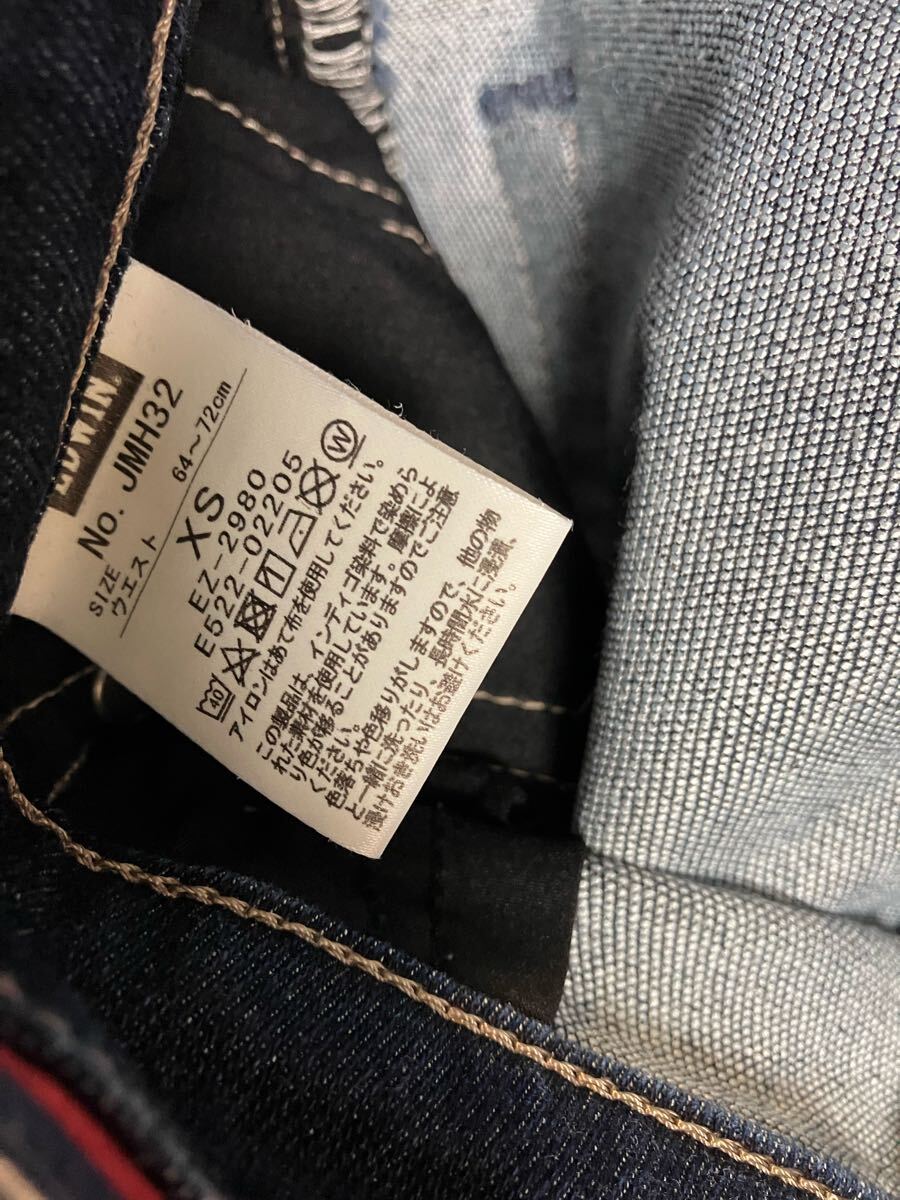 EDWIN
No. JMH32
SIZE XS
ウエスト 64～72cm
EZ-2980
E522-02205
40 W
アイロンはあて布を使用してください。
この製品は、インディゴ染料で染めら
れた素材を使用しています。摩擦によ
り色が移ることがありますのでご注意
ください。
色落ちや色移りがしますので、他の物
と一緒に洗ったり、長時間水に浸漬、
浸けおき洗いはお避けください。